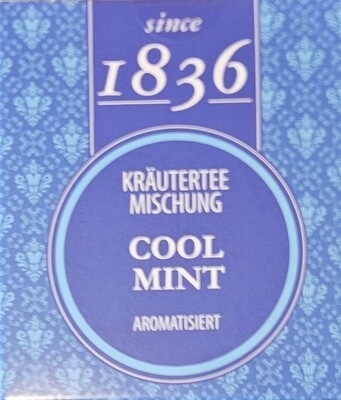 since
1836
KRÄUTERTEE
MISCHUNG
COOL
MINT
AROMATISIERT